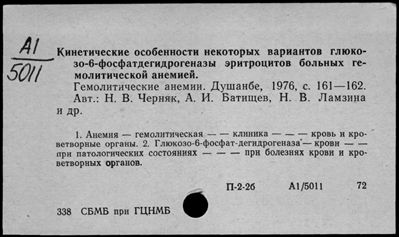 А1
5011
Кинетические особенности некоторых вариантов глюко-
зо-6-фосфатдегидрогеназы эритроцитов больных ге-
молитической анемией.
Гемолитические анемии. Душанбе, 1976, с. 161—162.
Авт.: Н. В. Черняк, А. И. Батищев, Н. В. Ламзина
и др.
1. Анемия — гемолитическая — — клиника — — — кровь и кро-
ветворные органы. 2. Глюкозо-6-фосфат-дегидрогеназа — крови — —
при патологических состояниях — — — при болезнях крови и кро-
ветворных органов.
П-2-2б А1/5011 72
338 СБМБ при ГЦНМБ